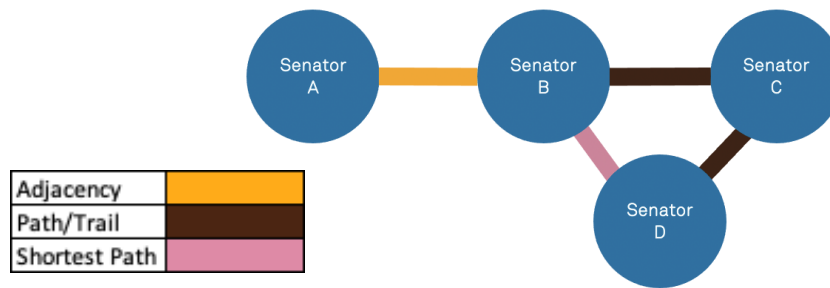 Senator
A
Senator
B
Senator
C
Senator
D
Adjacency
Path/Trail
Shortest Path